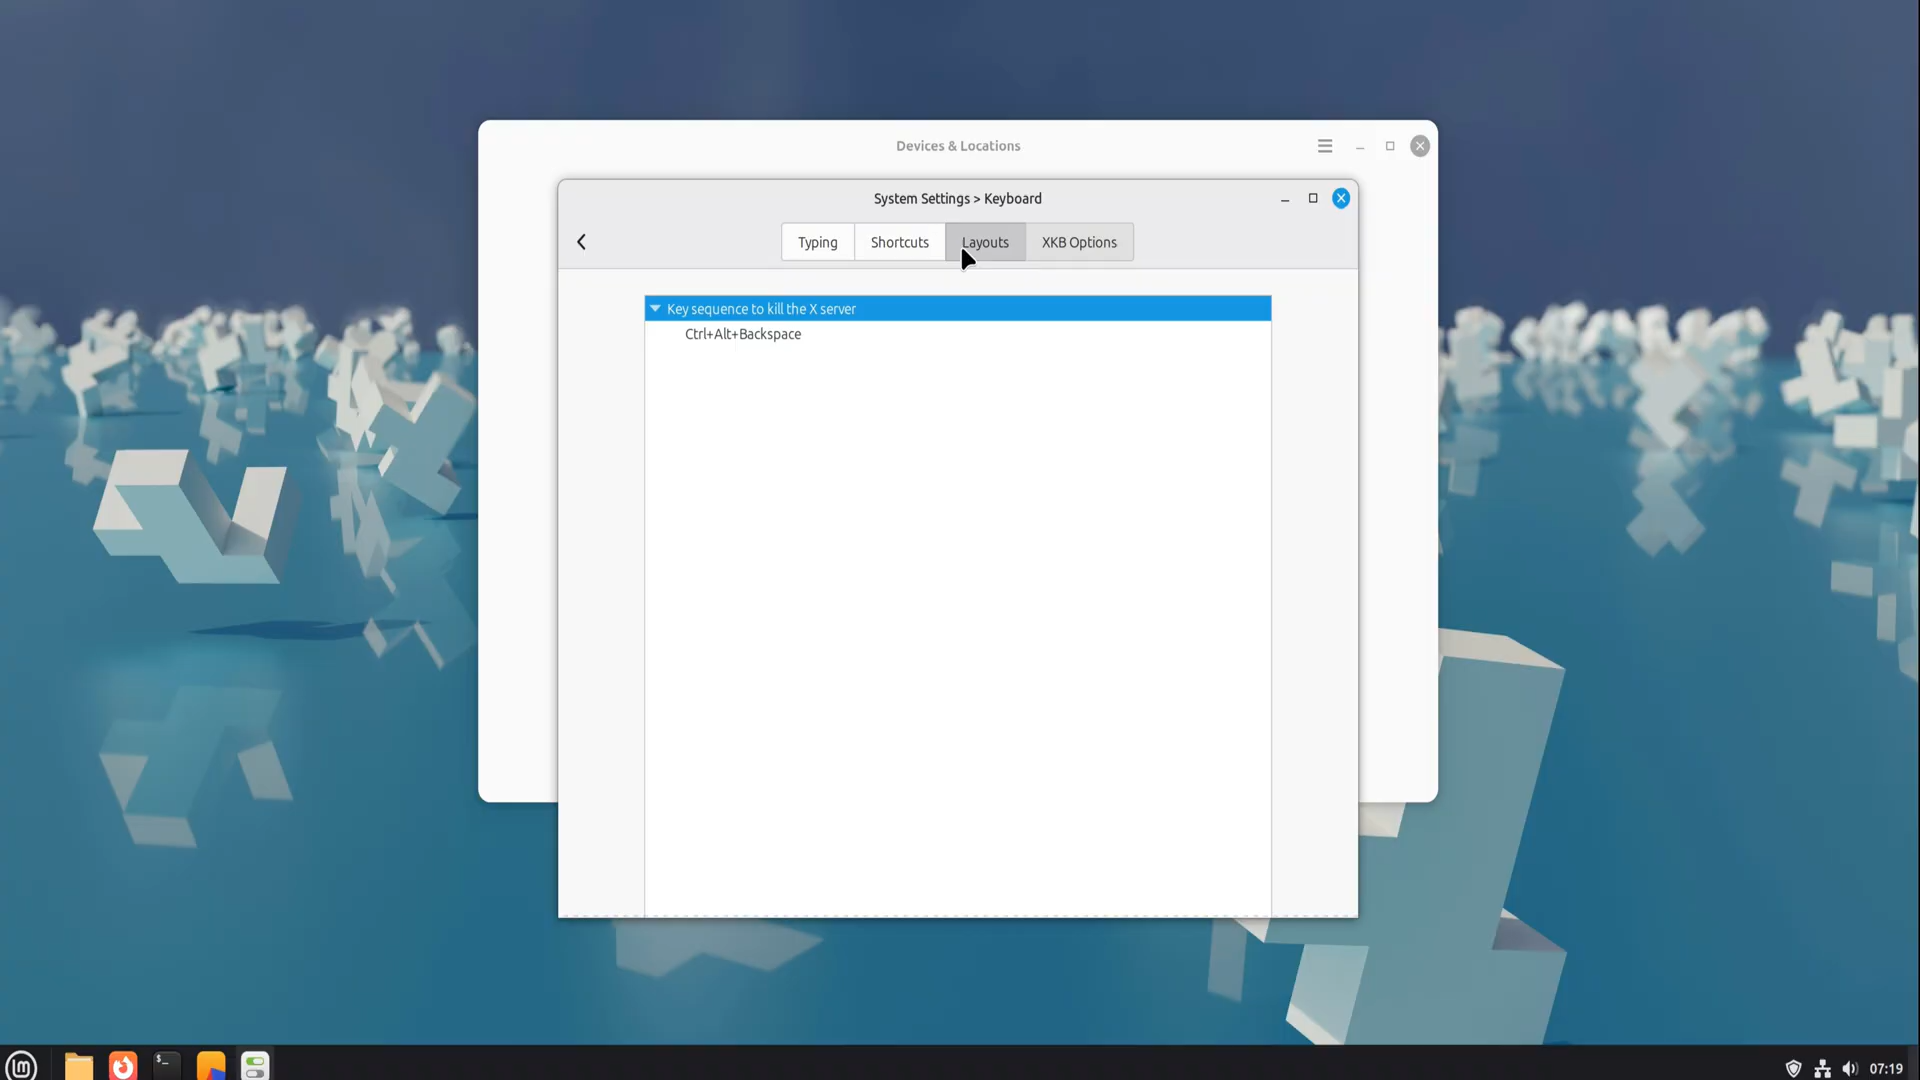 Devices & Locations
System Settings > Keyboard
Typing
Shortcuts
Layouts
XKB Options
Key sequence to kill the X server
Ctrl+Alt+Backspace
$_
lm
07:19